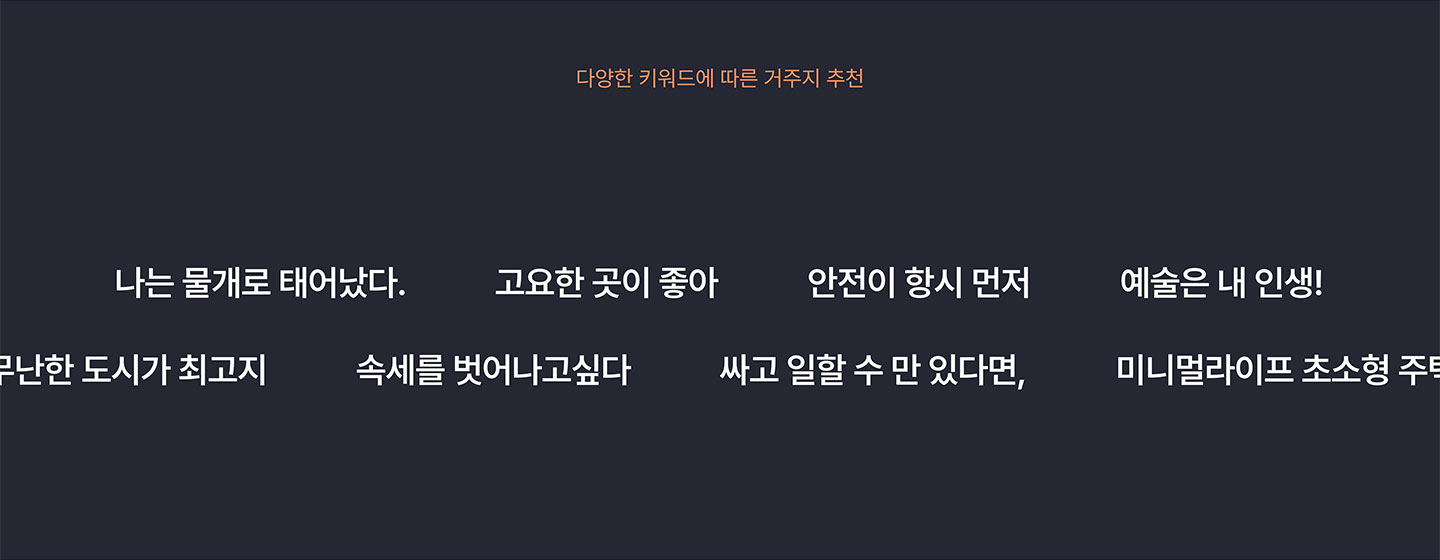 다양한 키워드에 따른 거주지 추천
나는 물개로 태어났다. 고요한 곳이 좋아 안전이 항시 먼저 예술은 내 인생!
무난한 도시가 최고지 속세를 벗어나고싶다 싸고 일할 수 만 있다면, 미니멀라이프 초소형 주택